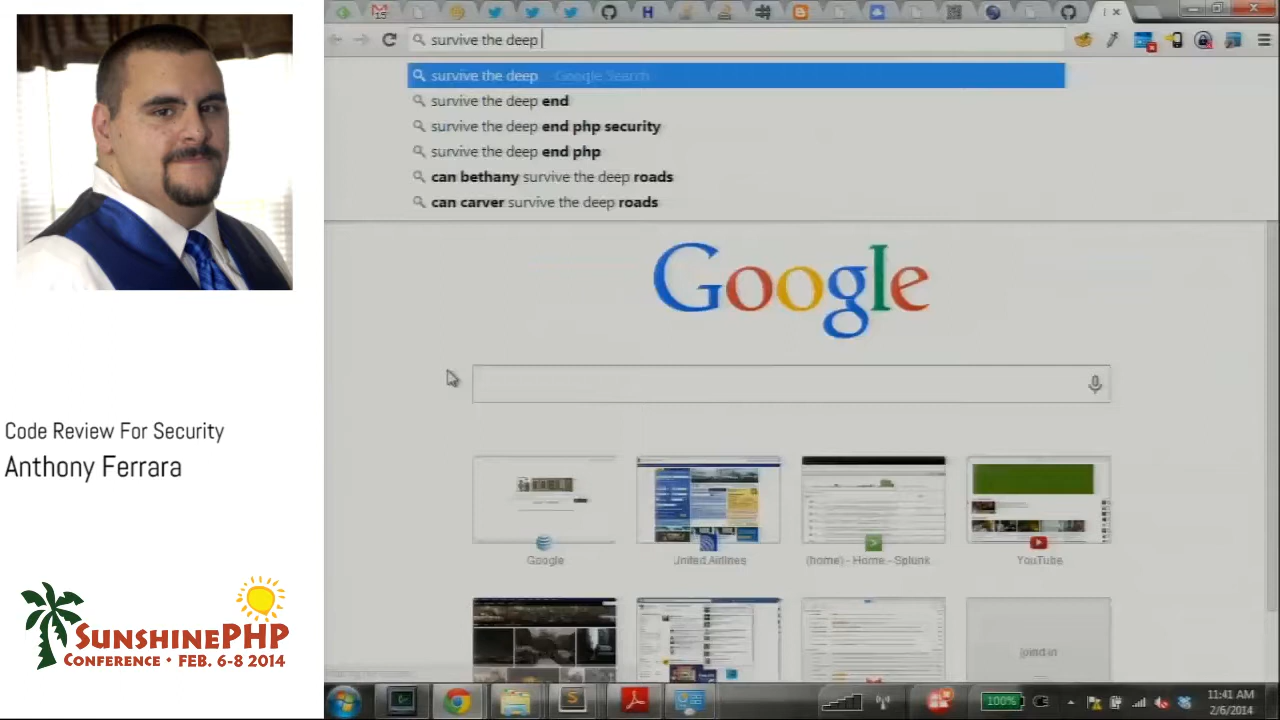 15
survive the deep
survive the deep - Google Search
survive the deep end
survive the deep end php security
survive the deep end php
can bethany survive the deep roads
can carver survive the deep roads
Google
Code Review For Security
Anthony Ferrara
Google
United Airlines
(home) - Home - Splunk
YouTube
joind.in
SUNSHINEPHP
CONFERENCE • FEB. 6-8 2014
100%
11:41 AM
2/6/2014